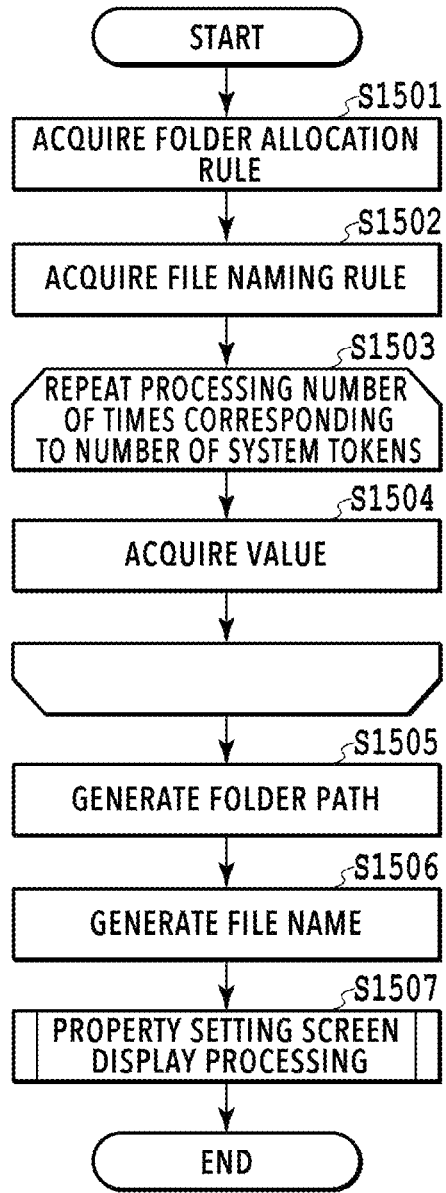 START
S1501
ACQUIRE FOLDER ALLOCATION
RULE
S1502
ACQUIRE FILE NAMING RULE
S1503
REPEAT PROCESSING NUMBER
OF TIMES CORRESPONDING
TO NUMBER OF SYSTEM TOKENS
S1504
ACQUIRE VALUE
S1505
GENERATE FOLDER PATH
S1506
GENERATE FILE NAME
S1507
PROPERTY SETTING SCREEN
DISPLAY PROCESSING
END